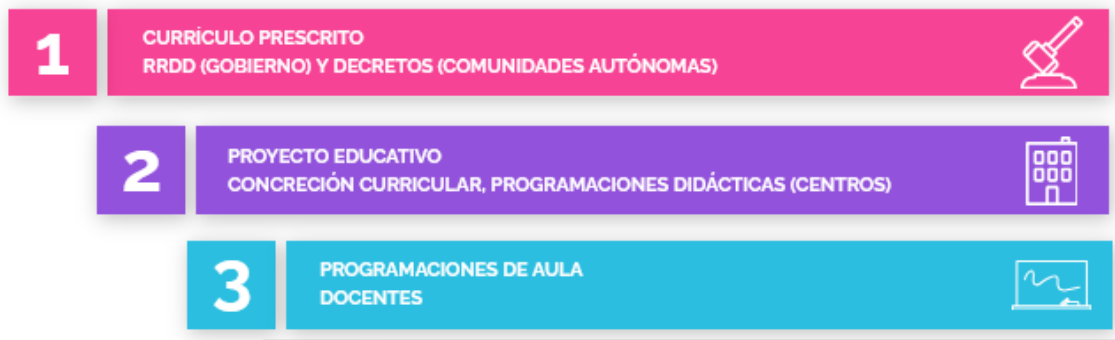 1
CURRÍCULO PRESCRITO
RRDD (GOBIERNO) Y DECRETOS (COMUNIDADES AUTÓNOMAS)
2
PROYECTO EDUCATIVO
CONCRECIÓN CURRICULAR, PROGRAMACIONES DIDÁCTICAS (CENTROS)
3
PROGRAMACIONES DE AULA
DOCENTES